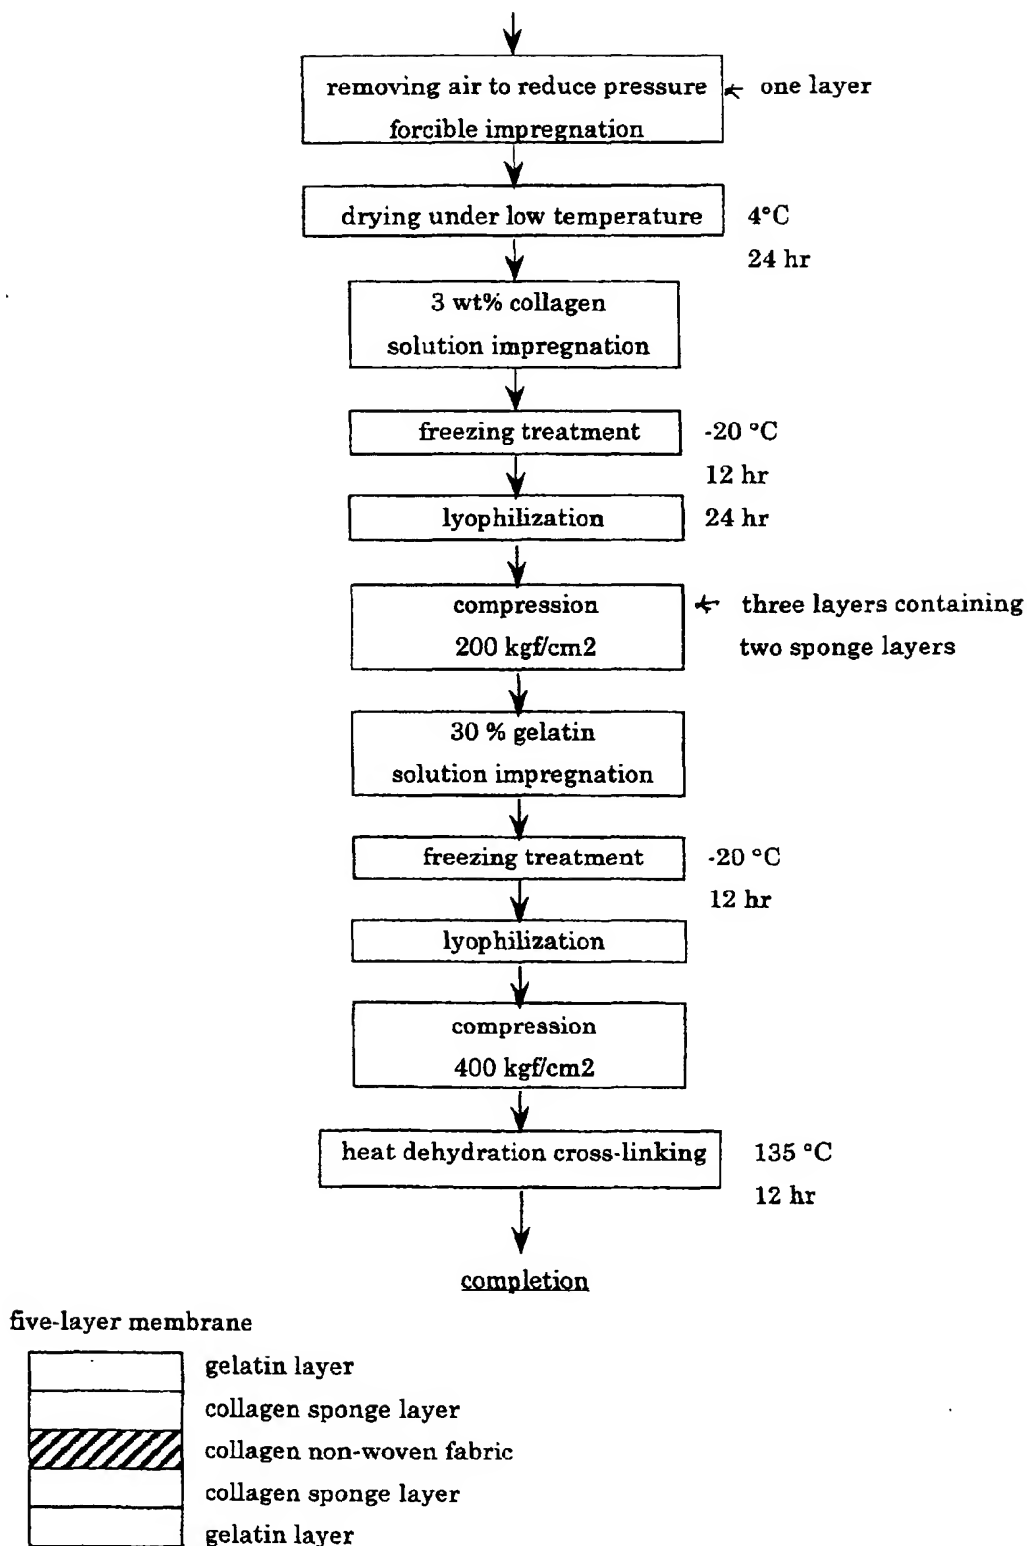 removing air to reduce pressure
forcible impregnation
one layer
drying under low temperature
4°C
24 hr
3 wt% collagen
solution impregnation
freezing treatment
-20 °C
12 hr
lyophilization
24 hr
compression
200 kgf/cm2
three layers containing
two sponge layers
30 % gelatin
solution impregnation
freezing treatment
-20 °C
12 hr
lyophilization
compression
400 kgf/cm2
heat dehydration cross-linking
135 °C
12 hr
completion
five-layer membrane
gelatin layer
collagen sponge layer
collagen non-woven fabric
collagen sponge layer
gelatin layer